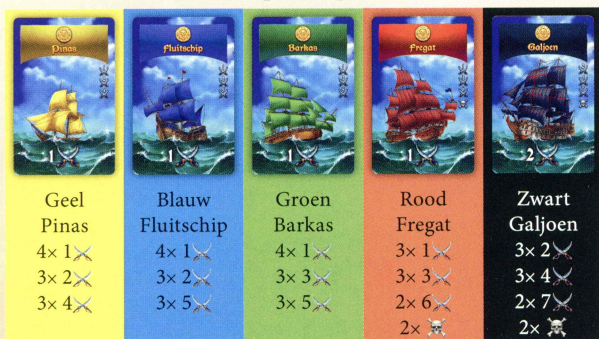 Pinas
Fluitschip
Barkas
Fregat
Galjoen
1
1
1
1
2
Geel
Pinas
4× 1
3× 2
3× 4
Blauw
Fluitschip
4× 1
3× 2
3× 5
Groen
Barkas
4× 1
3× 3
3× 5
Rood
Fregat
3× 1
3× 3
2× 6
2×
Zwart
Galjoen
3× 2
3× 4
2× 7
2×